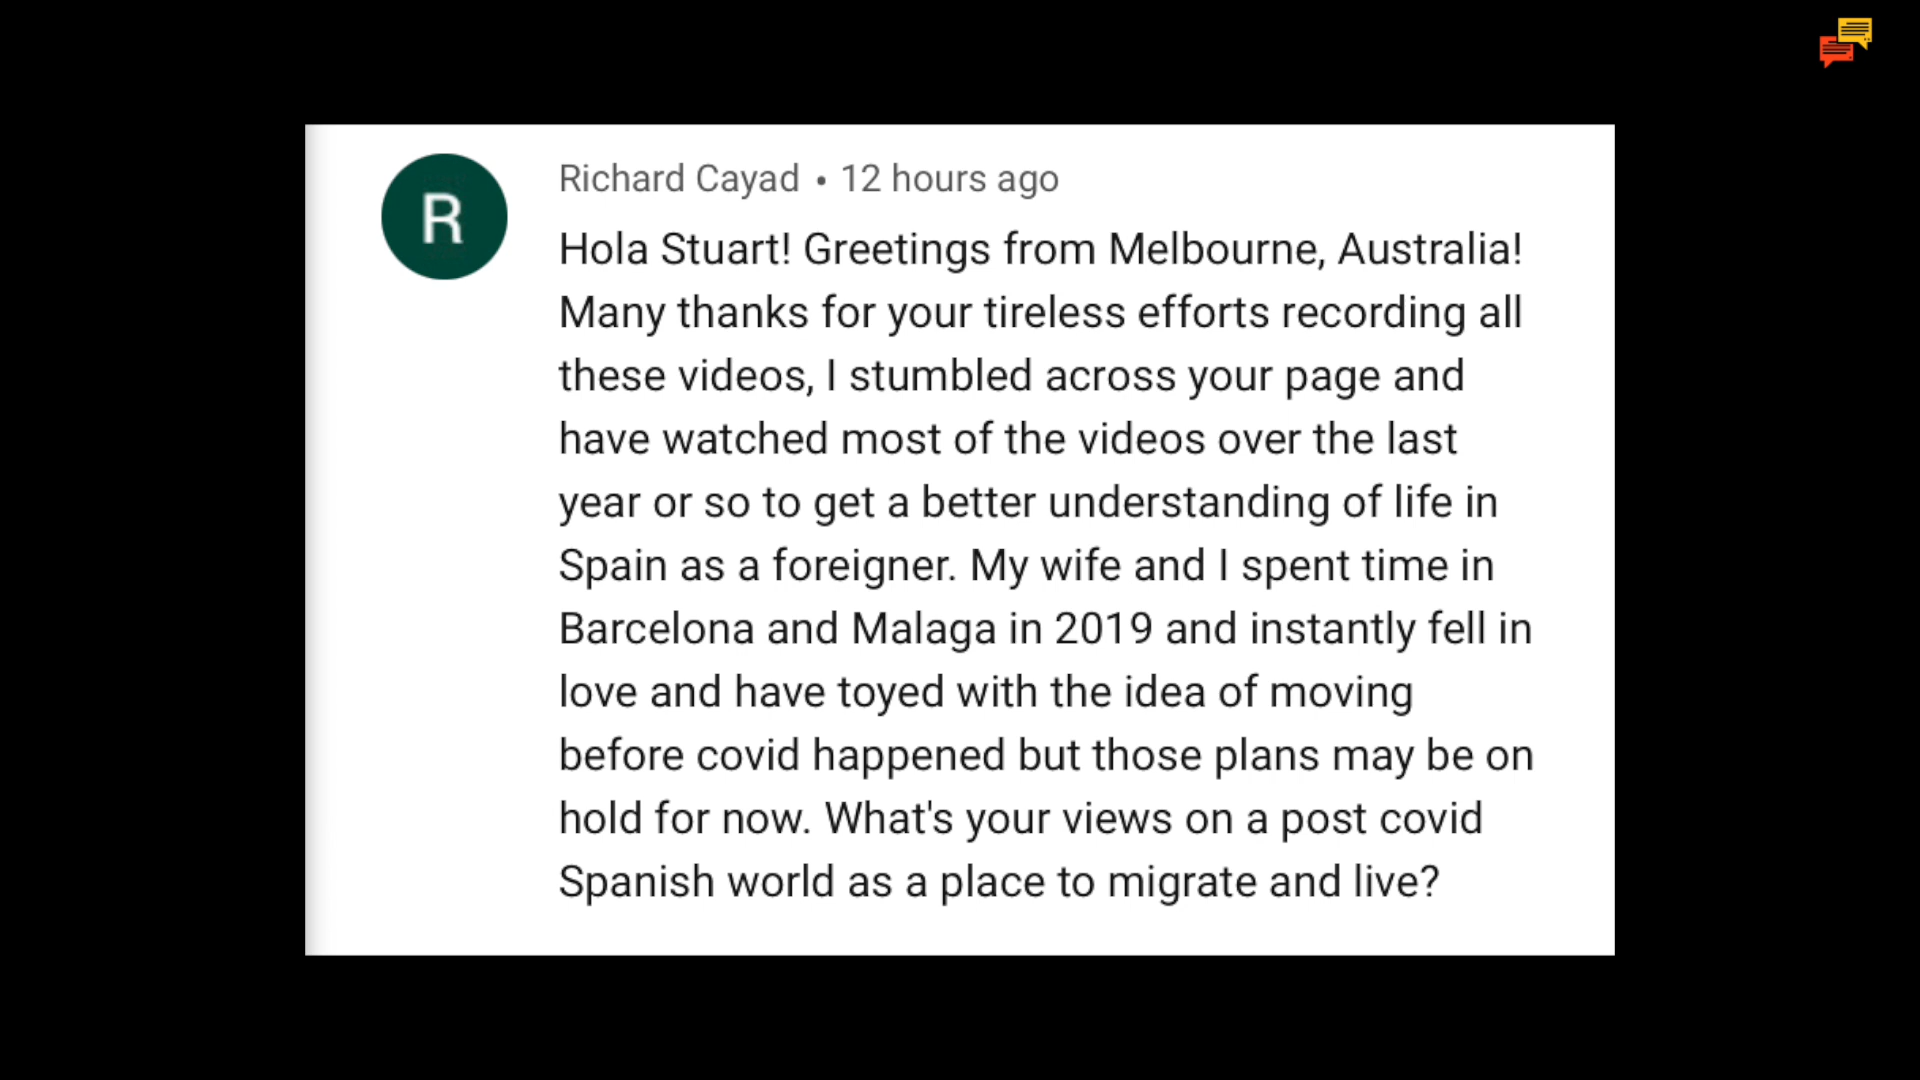 R
Richard Cayad • 12 hours ago
Hola Stuart! Greetings from Melbourne, Australia!
Many thanks for your tireless efforts recording all
these videos, I stumbled across your page and
have watched most of the videos over the last
year or so to get a better understanding of life in
Spain as a foreigner. My wife and I spent time in
Barcelona and Malaga in 2019 and instantly fell in
love and have toyed with the idea of moving
before covid happened but those plans may be on
hold for now. What's your views on a post covid
Spanish world as a place to migrate and live?